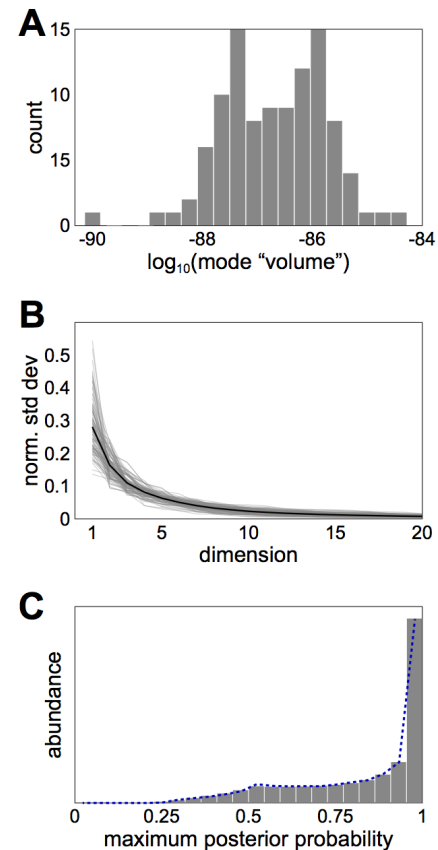 A
15
10
15
0
count
-90
-88
-86
-84
log₁₀(mode “volume”)
B
0.5
0.4
0.3
0.2
0.1
0
norm. std dev
1
5
10
15
20
dimension
C
abundance
0
0.25
0.5
0.75
1
maximum posterior probability